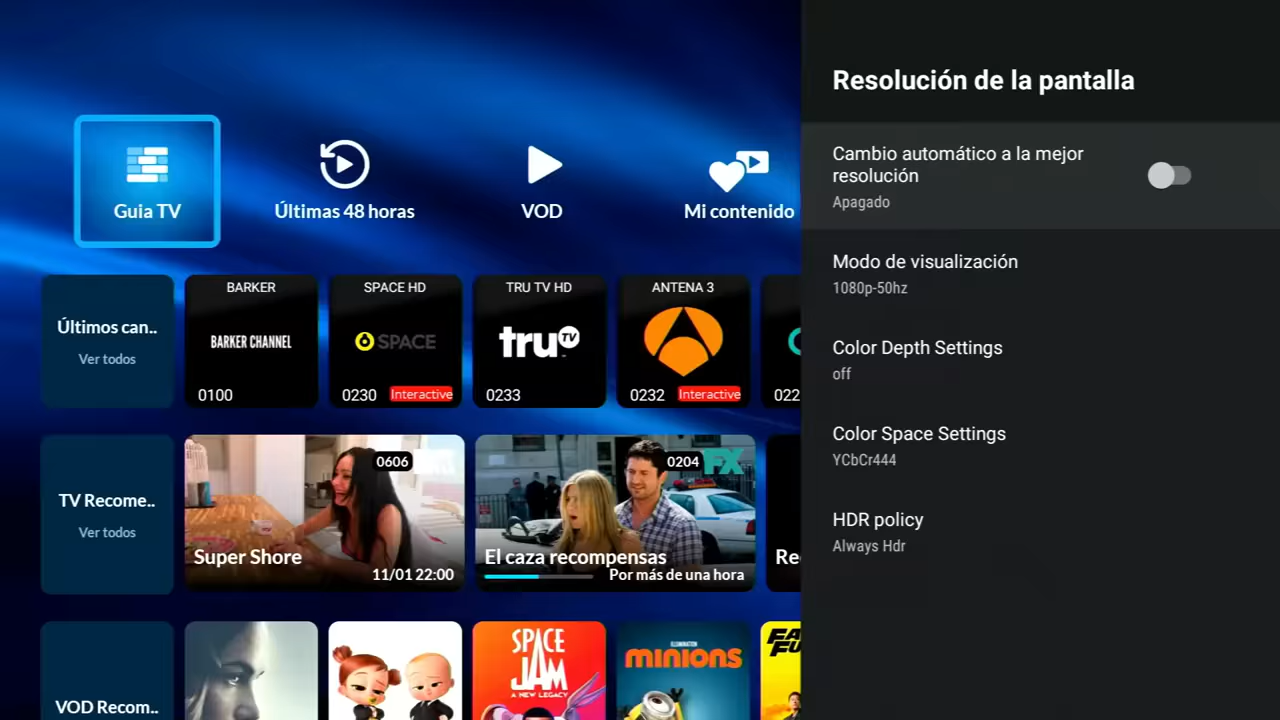 Resolución de la pantalla
Cambio automático a la mejor
resolución
Apagado
Modo de visualización
1080p-50hz
Color Depth Settings
off
Color Space Settings
YCbCr444
HDR policy
Always Hdr
Guia TV
Últimas 48 horas
VOD
Mi contenido
Últimos can..
Ver todos
BARKER
BARKER CHANNEL
0100
SPACE HD
SPACE
0230 Interactive
TRU TV HD
tru TV
0233
ANTENA 3
0232 Interactive
022
TV Recome..
Ver todos
0606
Super Shore
11/01 22:00
0204 FX
El caza recompensas
Por más de una hora
Re
VOD Recom..
SPACE
JAM
A NEW LEGACY
ILLUMINATION
minions
FA
FU